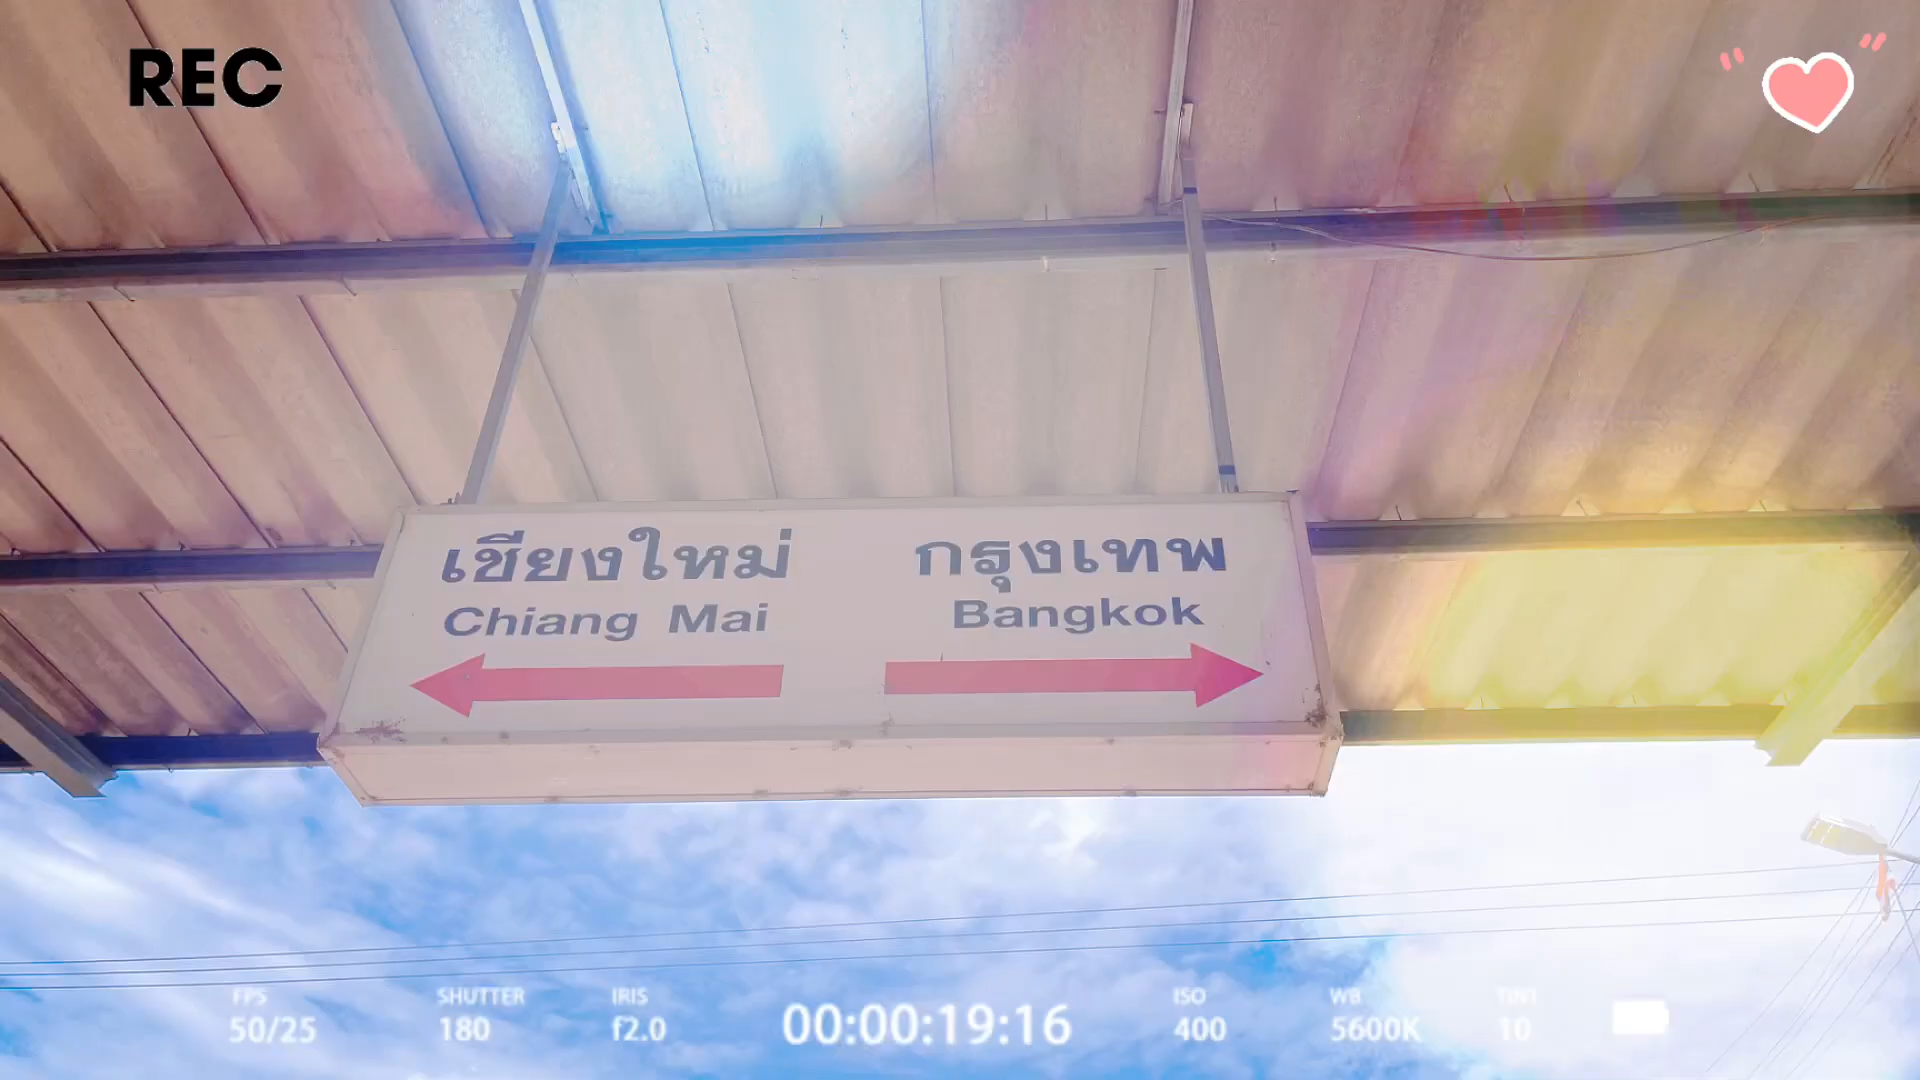 REC
เชียงใหม่
Chiang Mai
กรุงเทพ
Bangkok
FPS
50/25
SHUTTER
180
IRIS
f2.0
00:00:19:16
ISO
400
WB
5600K
TINT
10